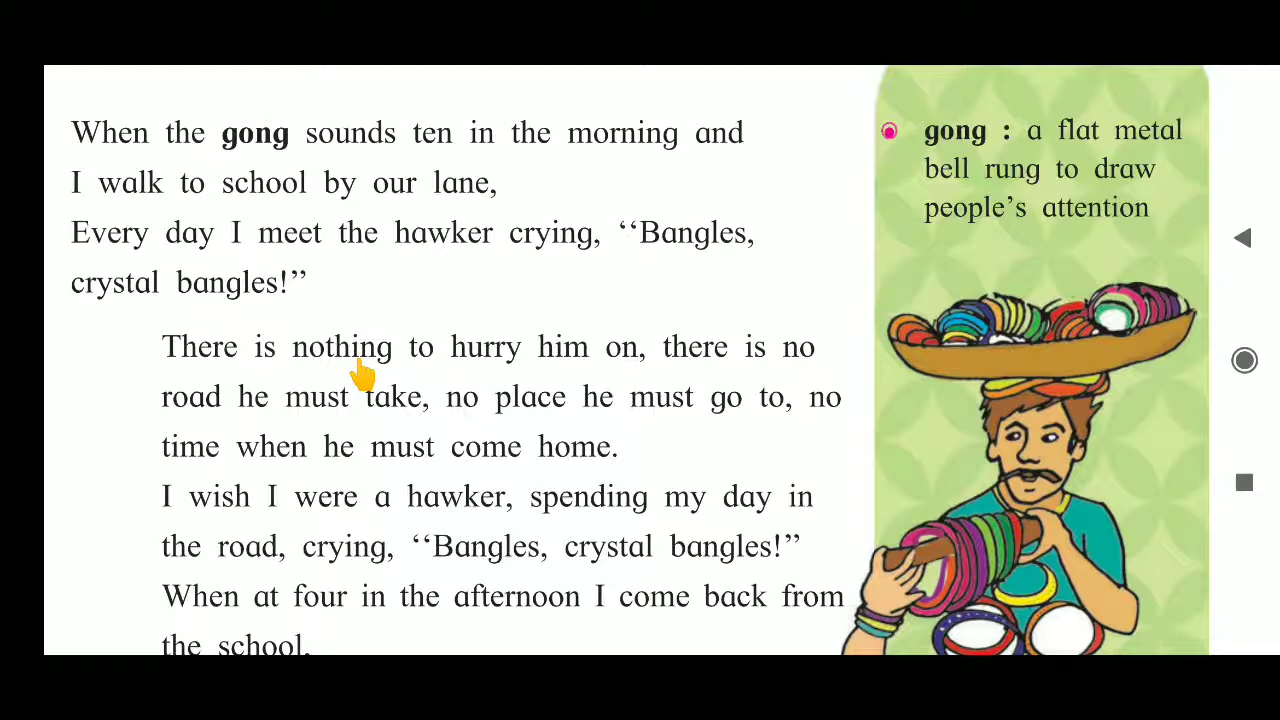 When the gong sounds ten in the morning and
I walk to school by our lane,
Every day I meet the hawker crying, ‘‘Bangles,
crystal bangles!’’
There is nothing to hurry him on, there is no
road he must take, no place he must go to, no
time when he must come home.
I wish I were a hawker, spending my day in
the road, crying, ‘‘Bangles, crystal bangles!’’
When at four in the afternoon I come back from
the school,
gong : a flat metal
bell rung to draw
people’s attention